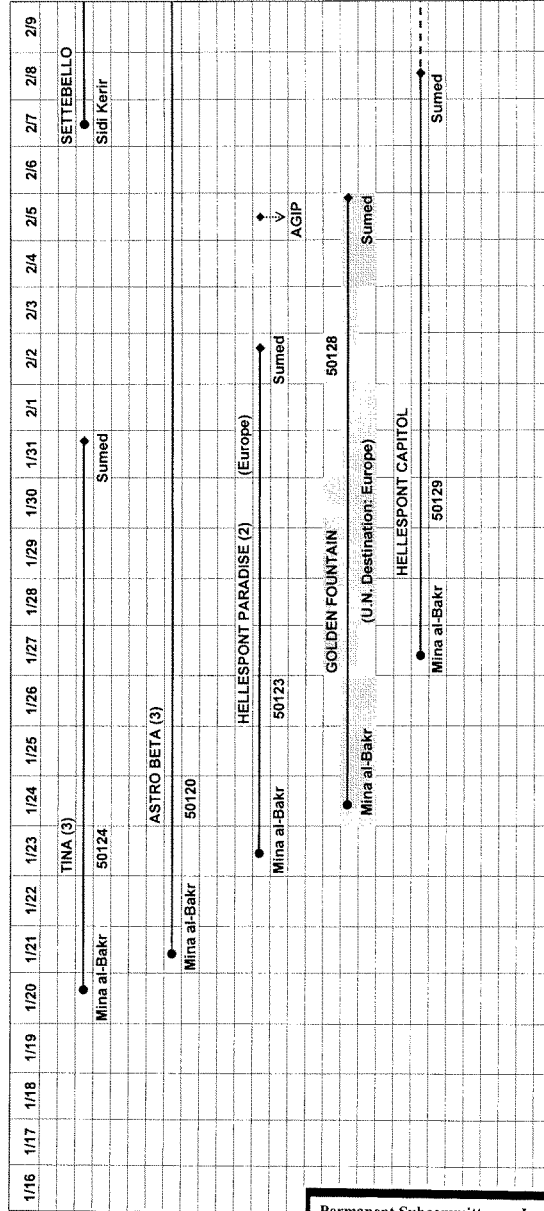 1/16 1/17 1/18 1/19 1/20 1/21 1/22 1/23 1/24 1/25 1/26 1/27 1/28 1/29 1/30 1/31 2/1 2/2 2/3 2/4 2/5 2/6 2/7 2/8 2/9
TINA (3) SETTEBELLO
Mina al-Bakr 50124 Sumed Sidi Kerir
ASTRO BETA (3)
Mina al-Bakr 50120
HELLESPONT PARADISE (2) (Europe)
Mina al-Bakr 50123 Sumed
AGIP
GOLDEN FOUNTAIN 50128
Mina al-Bakr (U.N. Destination: Europe) Sumed
HELLESPONT CAPITOL
Mina al-Bakr 50129 Sumed